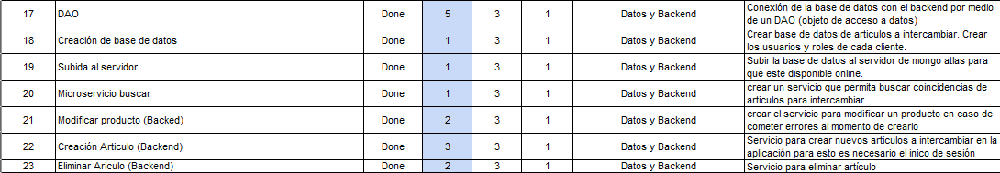 17 DAO Done 5 3 1 Datos y Backend Conexión de la base de datos con el backend por medio
de un DAO (objeto de acceso a datos)
18 Creación de base de datos Done 1 3 1 Datos y Backend Crear base de datos de articulos a intercambiar. Crear
los usuarios y roles de cada cliente.
19 Subida al servidor Done 1 3 1 Datos y Backend Subir la base de datos al servidor de mongo atlas para
que este disponible online.
20 Microservicio buscar Done 1 3 1 Datos y Backend crear un servicio que permita buscar coincidencias de
articulos para intercambiar
21 Modificar producto (Backed) Done 2 3 1 Datos y Backend crear el servicio para modificar un producto en caso de
cometer errores al momento de crearlo
22 Creación Articulo (Backend) Done 3 3 1 Datos y Backend Servicio para crear nuevos articulos a intercambiar en la
aplicación para esto es necesario el inico de sesión
23 Eliminar Ariculo (Backend) Done 2 3 1 Datos y Backend Servicio para eliminar artículo